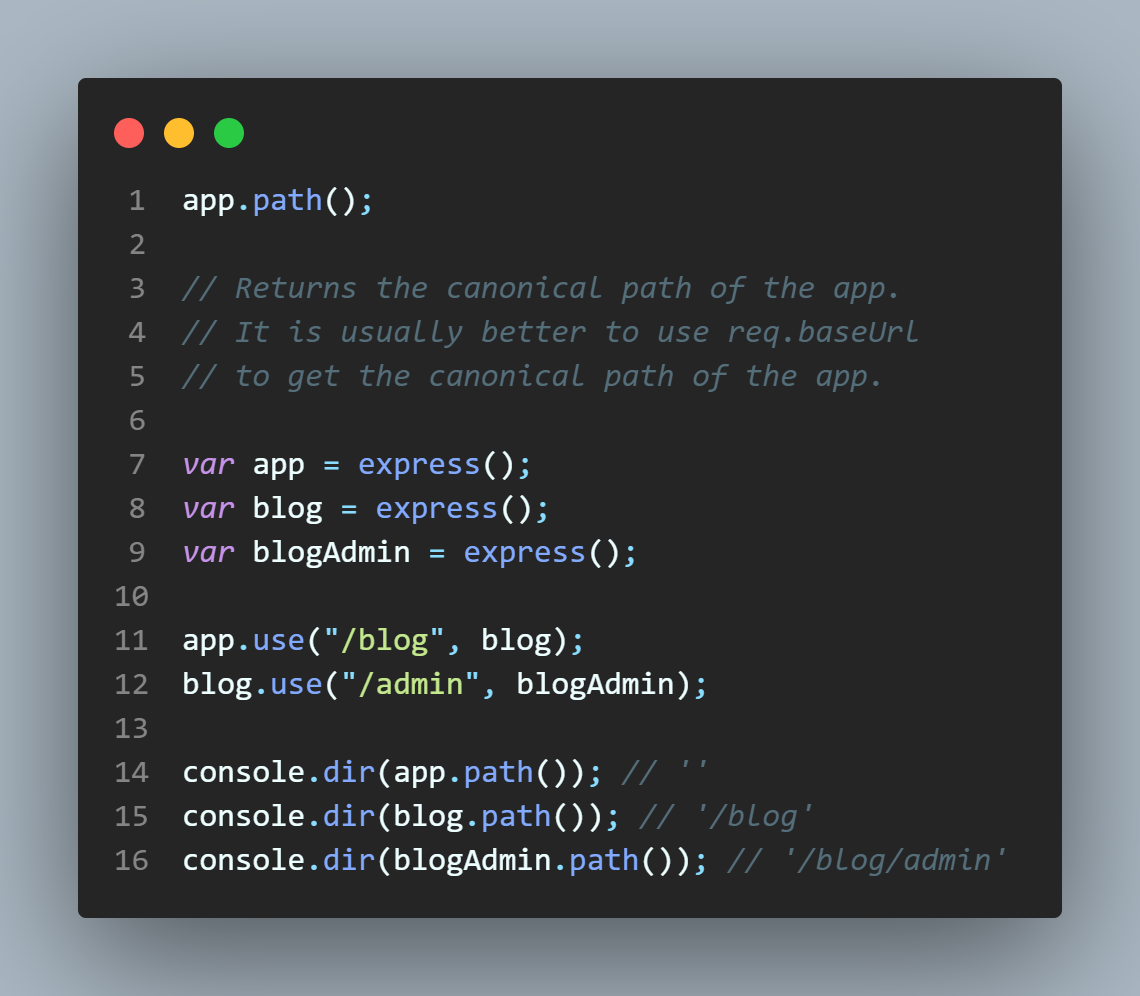 1 app.path();
2
3 // Returns the canonical path of the app.
4 // It is usually better to use req.baseUrl
5 // to get the canonical path of the app.
6
7 var app = express();
8 var blog = express();
9 var blogAdmin = express();
10
11 app.use("/blog", blog);
12 blog.use("/admin", blogAdmin);
13
14 console.dir(app.path()); // ''
15 console.dir(blog.path()); // '/blog'
16 console.dir(blogAdmin.path()); // '/blog/admin'